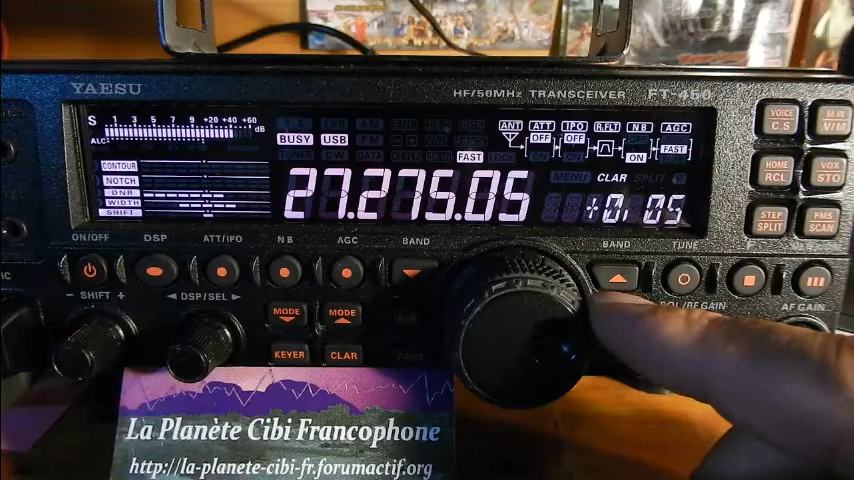 YAESU
HF/50MHz TRANSCEIVER FT-450
S 1 3 5 7 9 +20 +40 +60 dB
ALC
BUSY USB
FAST
ANT ATT IPO R.FLT NB AGC
OFF OFF ON FAST
MENU CLAR SPLIT
CONTOUR
NOTCH
DNR
WIDTH
SHIFT
27.275.05
+0. 05
VOICE C.S
V/M
HOME RCL
VOX STO
STEP SPLIT
PMS SCAN
ON/OFF DSP ATT/IPO NB AGC BAND BAND TUNE
− SHIFT + ◄ DSP/SEL ► MODE MODE
AF GAIN
KEYER CLAR FAST
La Planète Cibi Francophone
http://la-planete-cibi-fr.forumactif.org